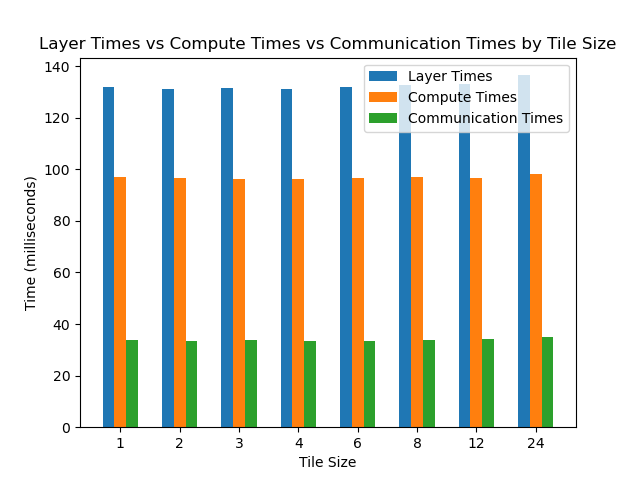 Layer Times vs Compute Times vs Communication Times by Tile Size
Layer Times
Compute Times
Communication Times
Time (milliseconds)
140
120
100
80
60
40
20
0
1 2 3 4 6 8 12 24
Tile Size